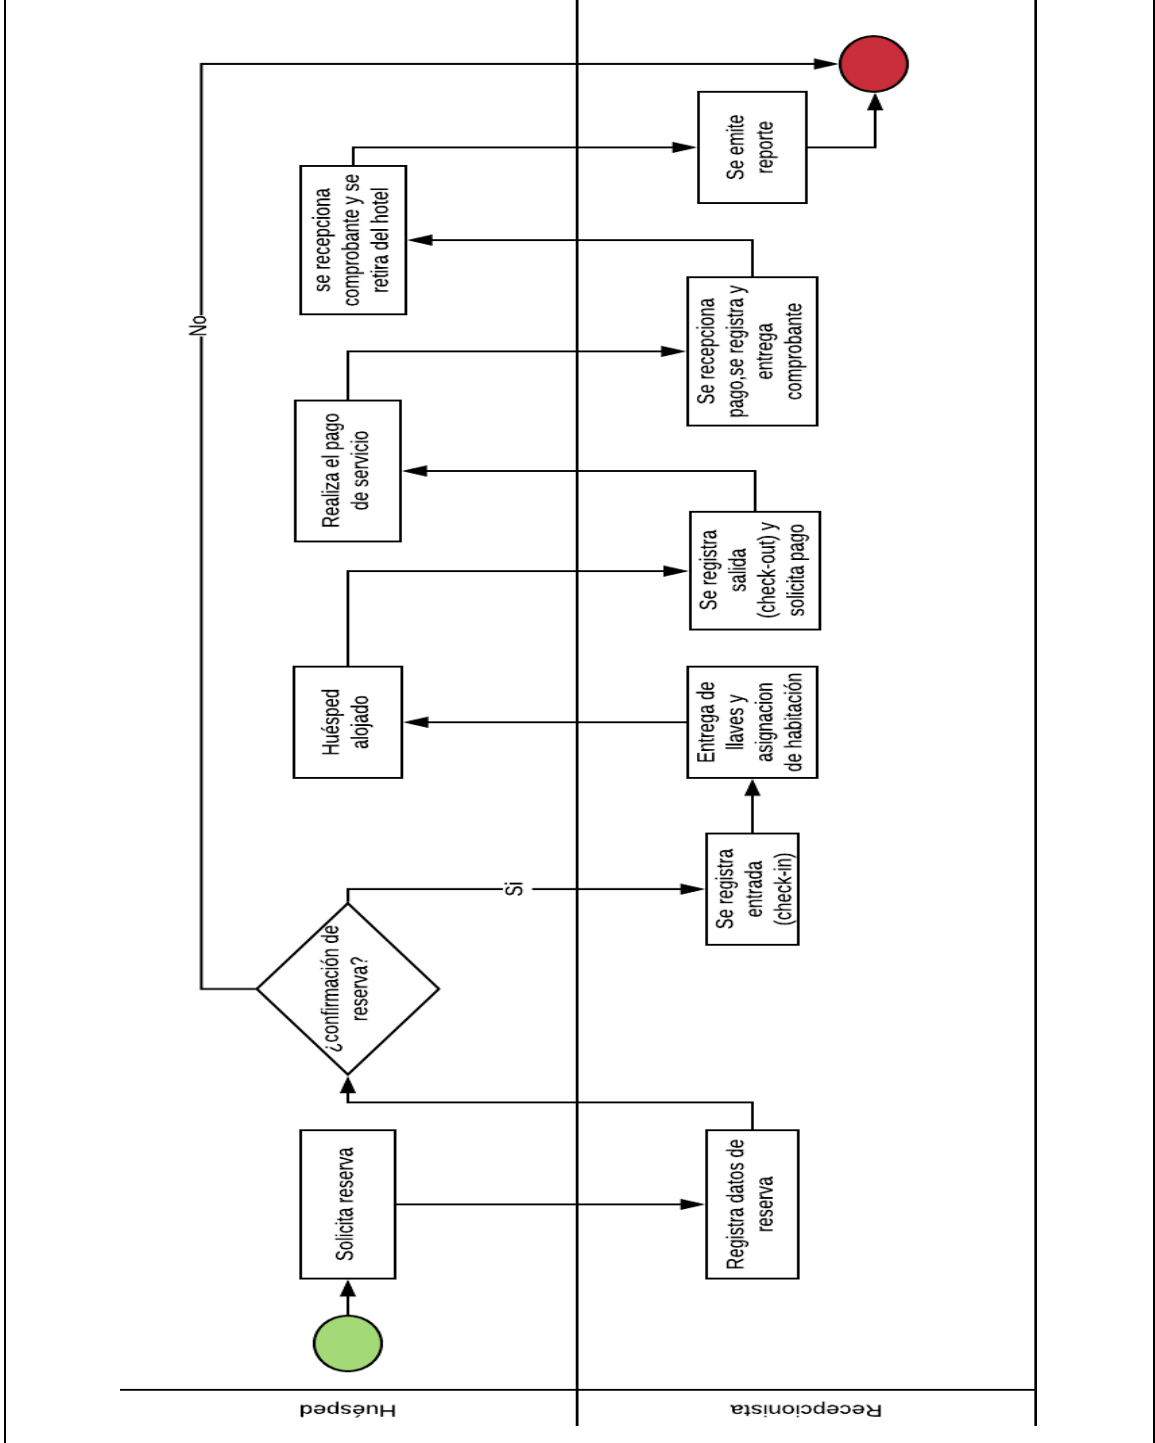 Huésped
Recepcionista
Solicita reserva
Registra datos de
reserva
¿confirmación de
reserva?
No
Si
Se registra
entrada
(check-in)
Entrega de
llaves y
asignacion
de habitación
Huésped
alojado
Se registra
salida
(check-out) y
solicita pago
Realiza el pago
de servicio
Se recepciona
pago,se registra y
entrega
comprobante
se recepciona
comprobante y se
retira del hotel
Se emite
reporte